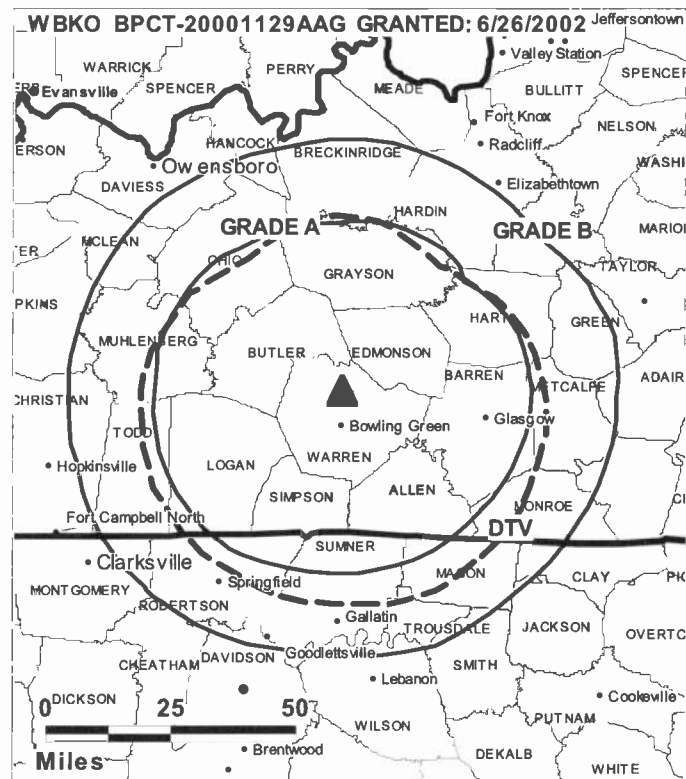 WBKO BPCT-20001129AAG GRANTED: 6/26/2002
Jeffersontown
Valley Station
WARRICK
PERRY
SPENCER
MEADE
BULLITT
SPENCER
Evansville
Fort Knox
NELSON
HANCOCK
ERSON
Radcliff
BRECKINRIDGE
WASHI
Owensboro
DAVIESS
Elizabethtown
HARDIN
GRADE A
GRADE B
MARIO
MCLEAN
OHIO
TAYLOR
GRAYSON
PKINS
HART
GREEN
MUHLENBERG
BUTLER
EDMONSON
BARREN
ADAIR
METCALFE
CHRISTIAN
Glasgow
Bowling Green
TODD
WARREN
Hopkinsville
LOGAN
ALLEN
SIMPSON
MONROE
Fort Campbell North
DTV
SUMNER
Clarksville
MACON
CLAY
Springfield
MONTGOMERY
ROBERTSON
Gallatin
TROUSDALE
JACKSON
OVERTO
Goodlettsville
DAVIDSON
CHEATHAM
SMITH
Lebanon
DICKSON
Cookeville
0 25 50
PUTNAM
WILSON
Brentwood
DEKALB
Miles
WHITE